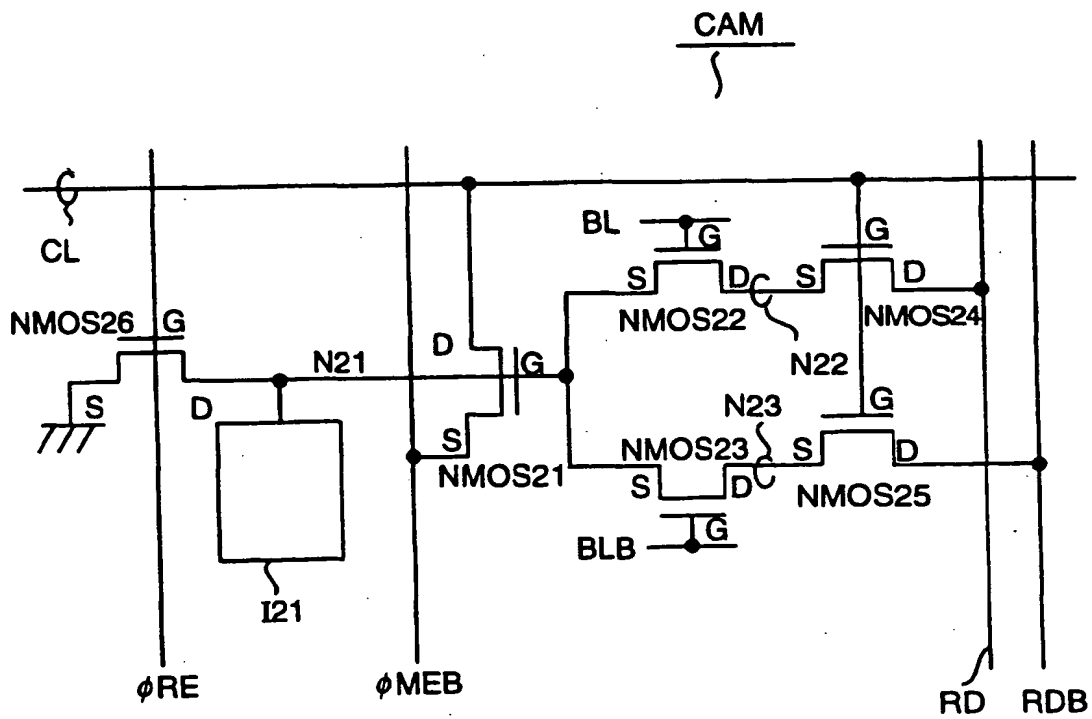 CAM
CL
BL
G
S
D
NMOS22
N22
G
S
D
NMOS24
NMOS26
G
S
D
N21
D
G
S
NMOS21
I21
N23
NMOS23
S
D
G
BLB
G
S
D
NMOS25
φRE
φMEB
RD
RDB